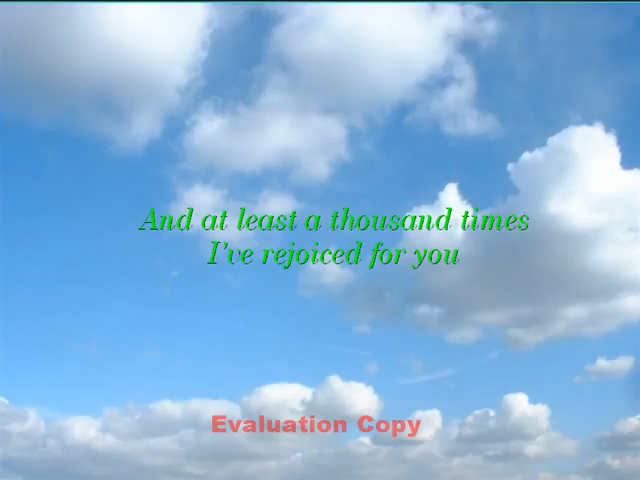 And at least a thousand times
I've rejoiced for you
Evaluation Copy